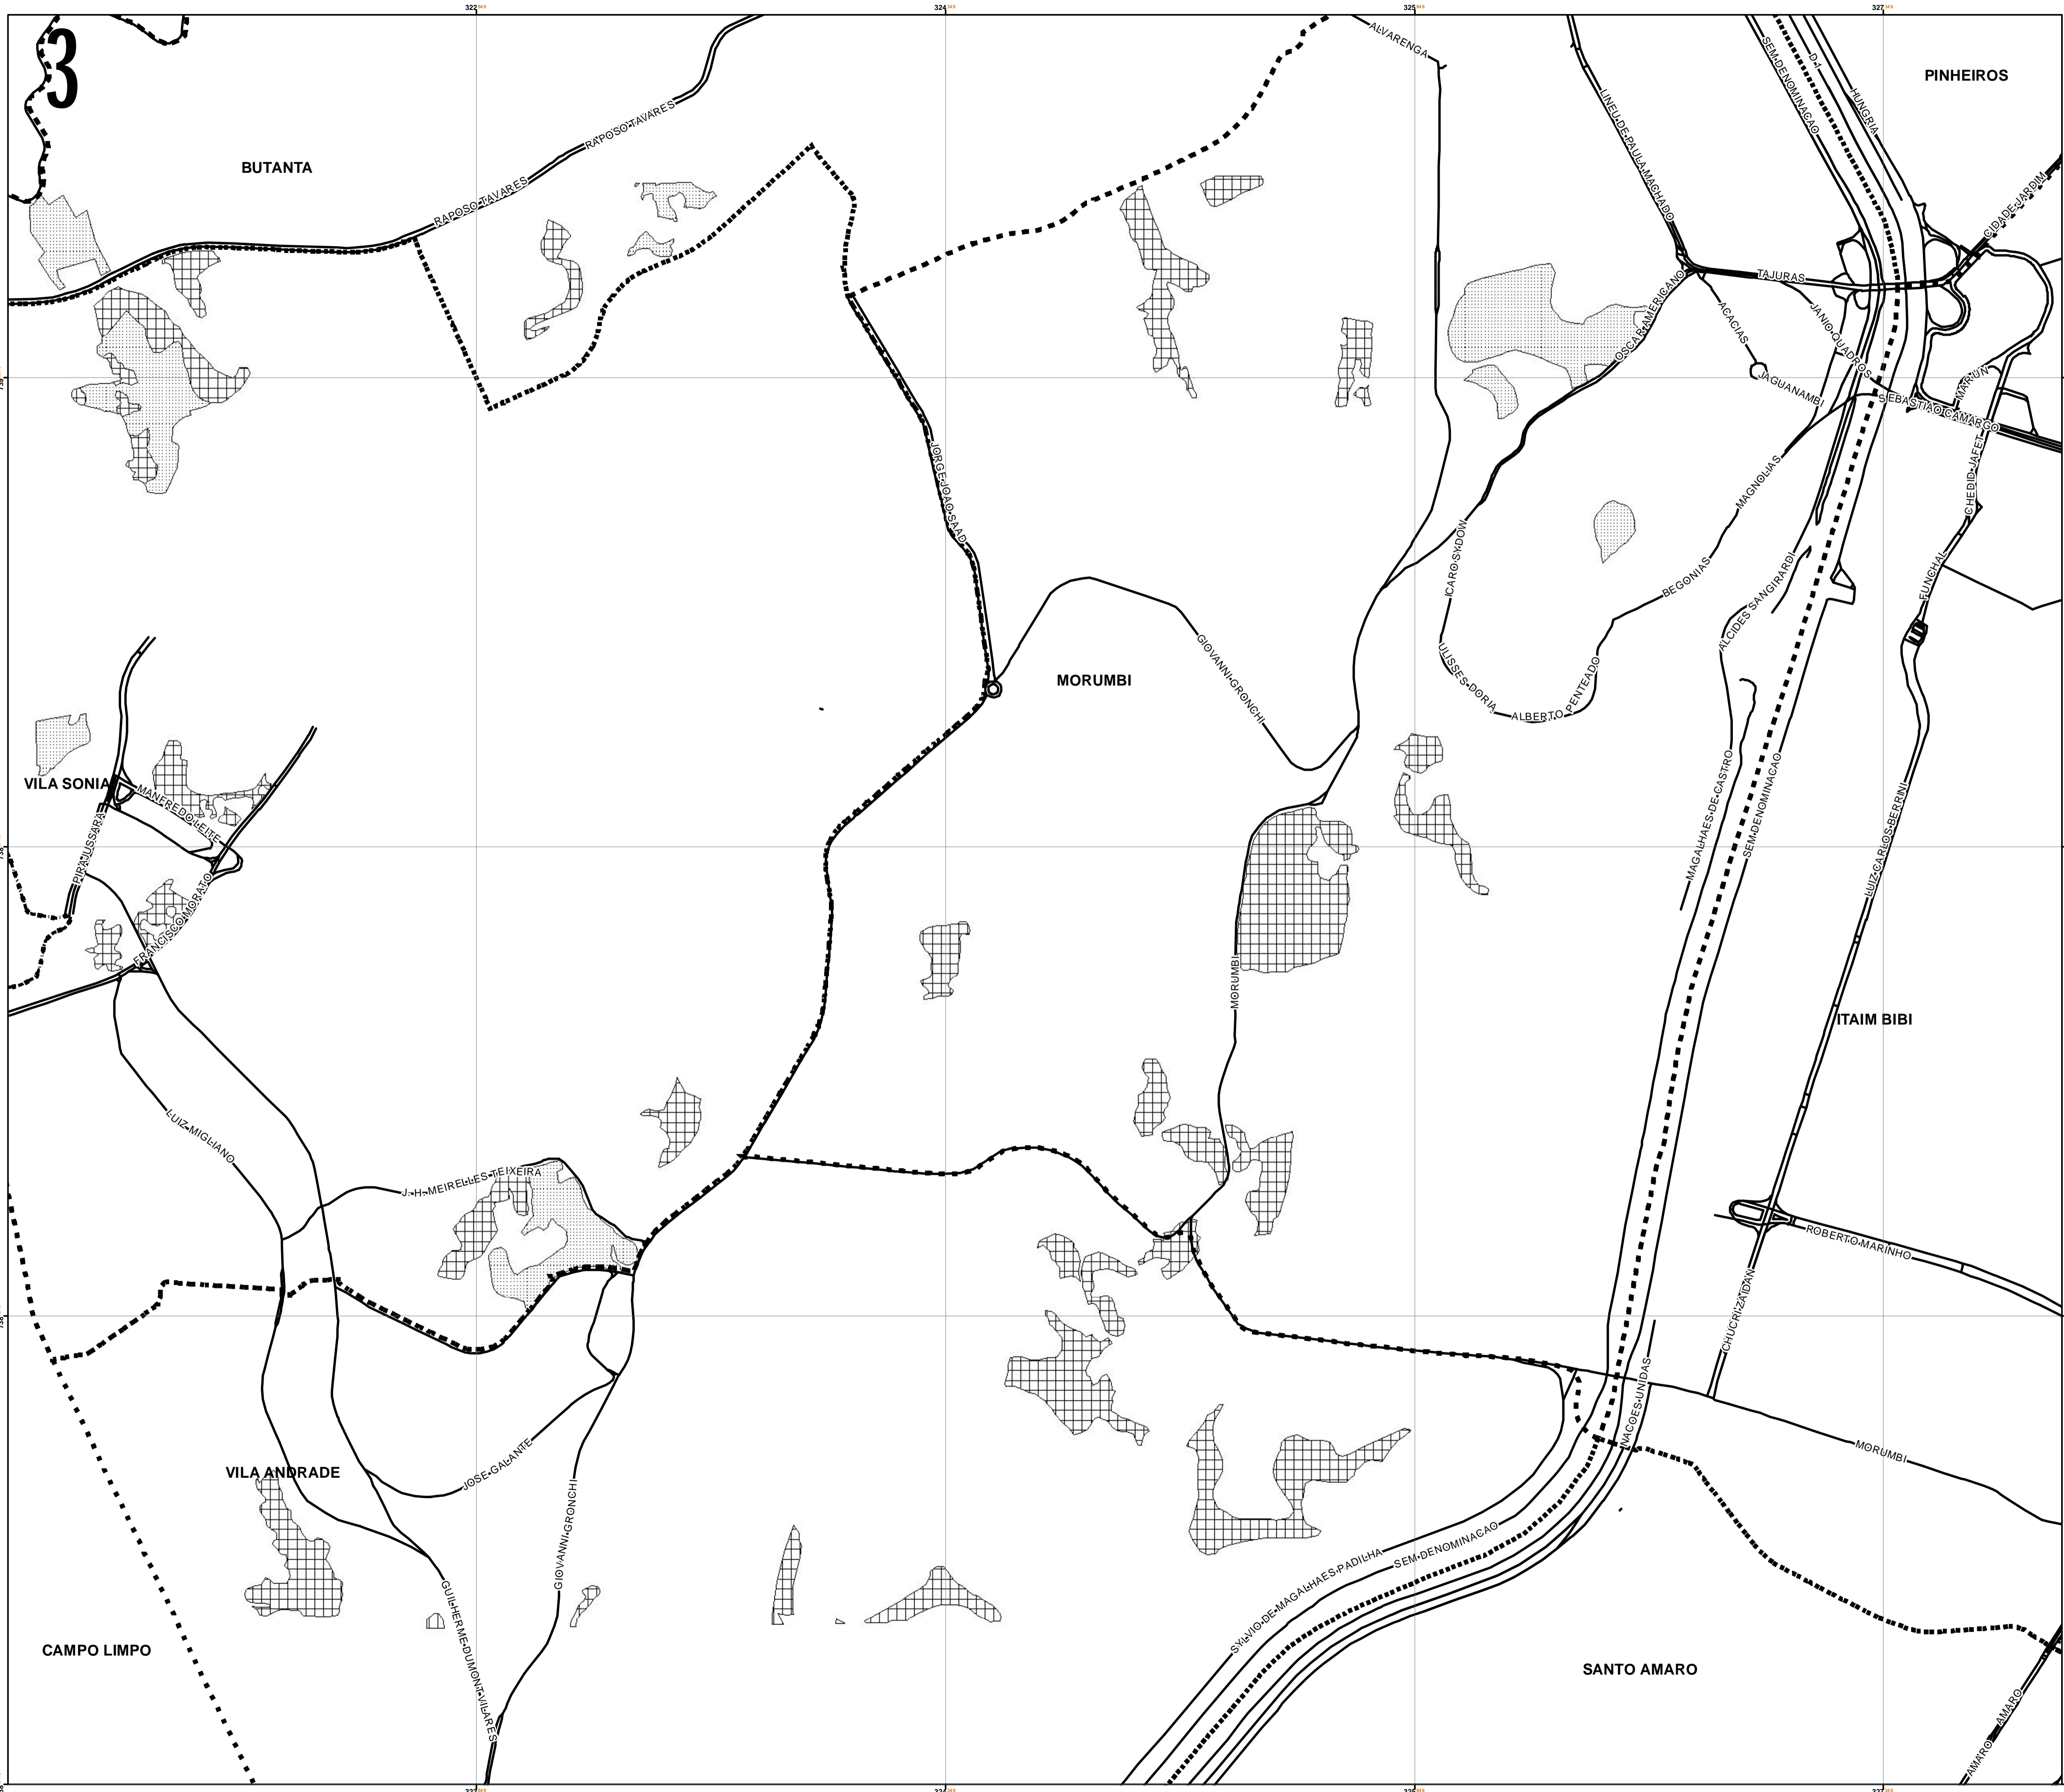 3
PINHEIROS
BUTANTA
ALVARENGA
SEM DENOMINACAO
D-1
HUNGRIA
LINEU DE PAULA MACHADO
RAPOSO TAVARES
RAPOSO TAVARES
CIDADE JARDIM
TAJURAS
OSCAR AMERICANO
ACACIAS
JANIO QUADROS
JAGUANAMBI
MARUN
SEBASTIAO CAMARGO
CHEDID JAFET
MAGNOLIAS
JORGE JOAO SAAD
ICARO SYDOW
BEGONIAS
ALCIDES SANGIRARDI
FUNCHAL
GIOVANNI GRONCHI
MORUMBI
ULISSES DORIA
ALBERTO PENTEADO
VILA SONIA
MANFREDO LEITE
PIRAJUSSARA
MAGALHAES DE CASTRO
SEM DENOMINACAO
LUIZ CARLOS BERRINI
FRANCISCO MORATO
MORUMBI
ITAIM BIBI
LUIZ MIGLIANO
J. H. MEIRELLES TEIXEIRA
ROBERTO MARINHO
CHUCRI ZAIDAN
NACOES UNIDAS
MORUMBI
VILA ANDRADE
JOSE GALANTE
GIOVANNI GRONCHI
SEM DENOMINACAO
SYLVIO DE MAGALHAES PADILHA
GUILHERME DUMONT VILARES
CAMPO LIMPO
SANTO AMARO
AMARO
AMARO